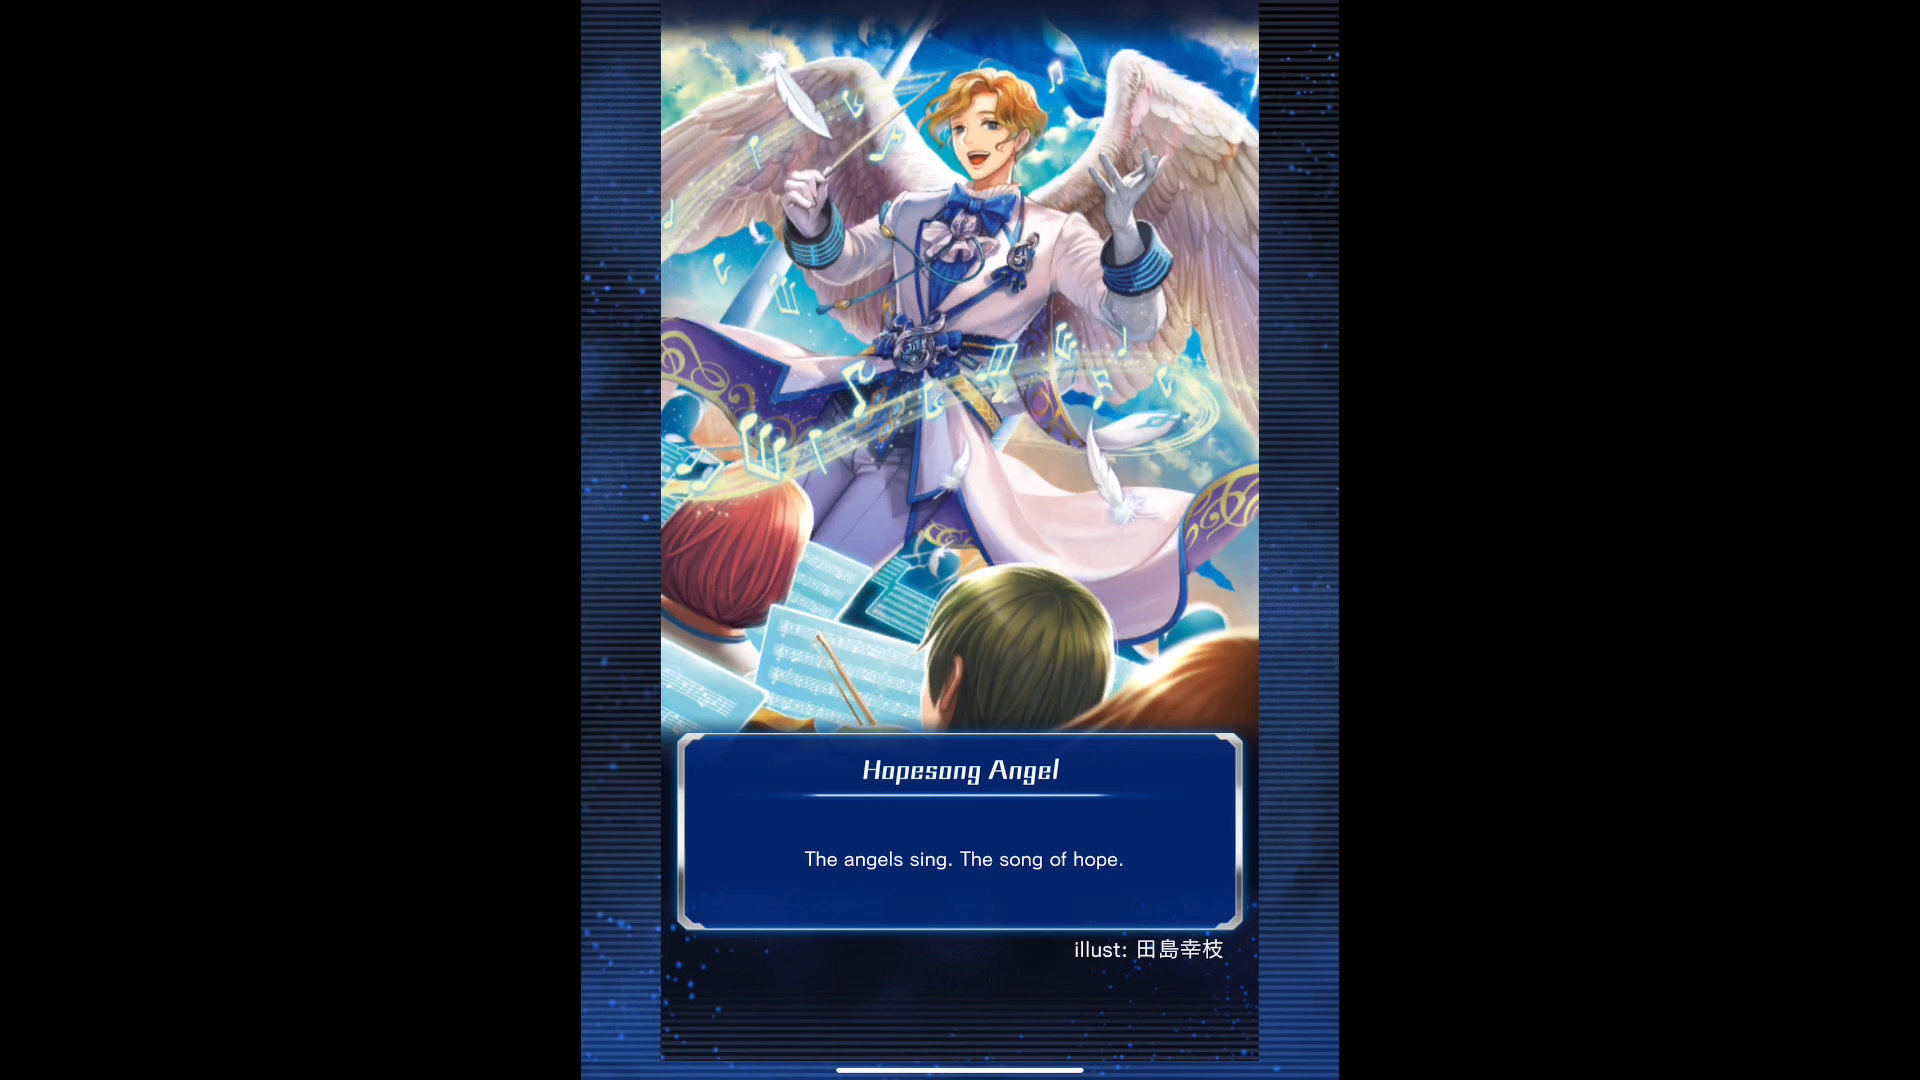 Hopesong Angel
The angels sing. The song of hope.
illust: 田島幸枝